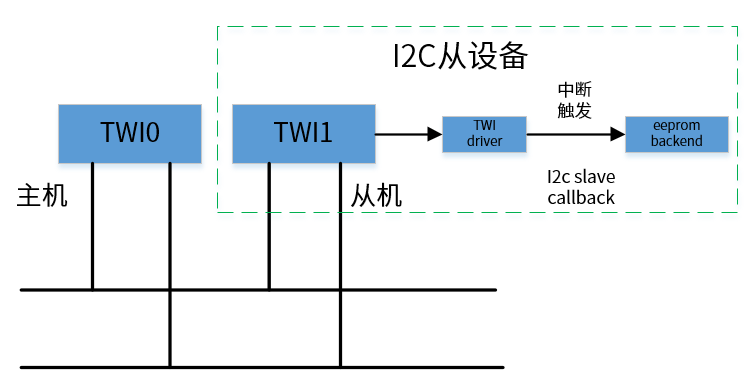 I2C从设备
TWI0
TWI1
TWI
driver
中断
触发
eeprom
backend
主机
从机
I2c slave
callback